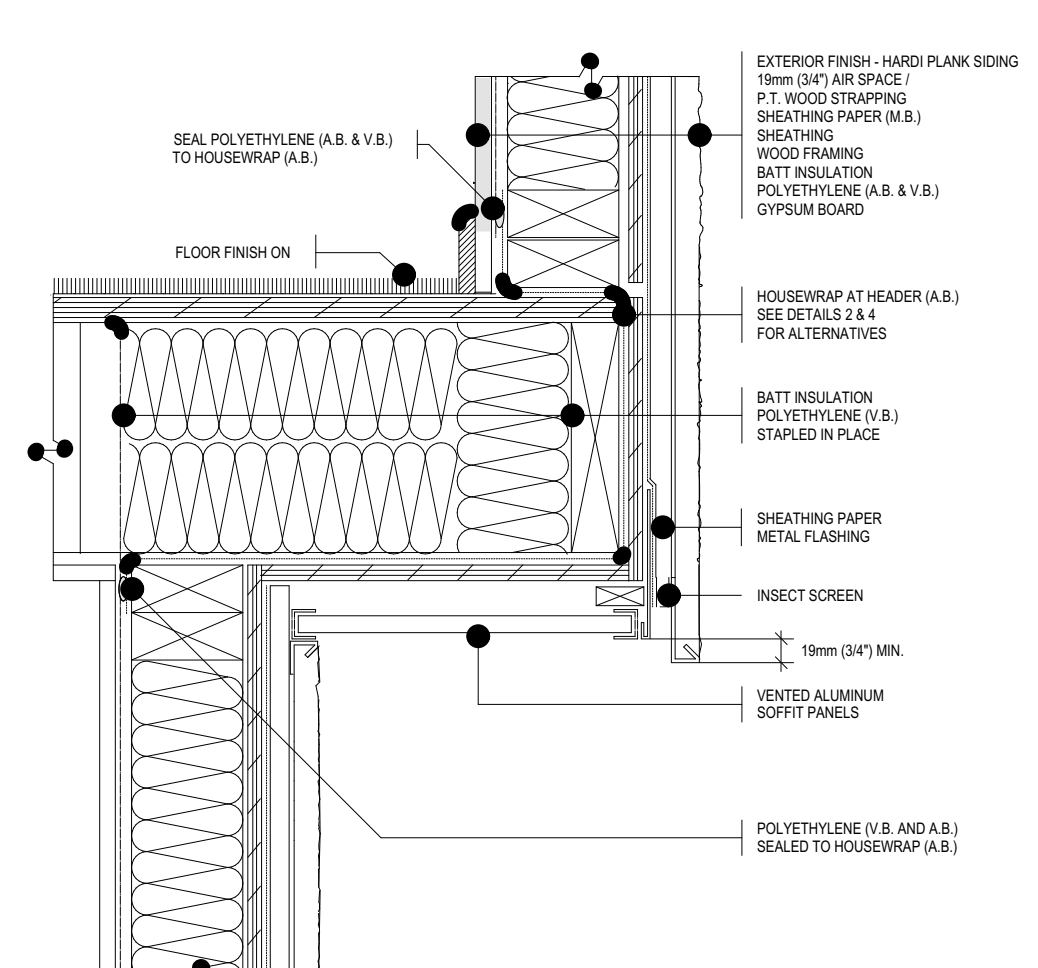 EXTERIOR FINISH - HARDI PLANK SIDING
19mm (3/4") AIR SPACE /
P.T. WOOD STRAPPING
SHEATHING PAPER (M.B.)
SHEATHING
WOOD FRAMING
BATT INSULATION
POLYETHYLENE (A.B. & V.B.)
GYPSUM BOARD
SEAL POLYETHYLENE (A.B. & V.B.)
TO HOUSEWRAP (A.B.)
FLOOR FINISH ON
HOUSEWRAP AT HEADER (A.B.)
SEE DETAILS 2 & 4
FOR ALTERNATIVES
BATT INSULATION
POLYETHYLENE (V.B.)
STAPLED IN PLACE
SHEATHING PAPER
METAL FLASHING
INSECT SCREEN
19mm (3/4") MIN.
VENTED ALUMINUM
SOFFIT PANELS
POLYETHYLENE (V.B. AND A.B.)
SEALED TO HOUSEWRAP (A.B.)